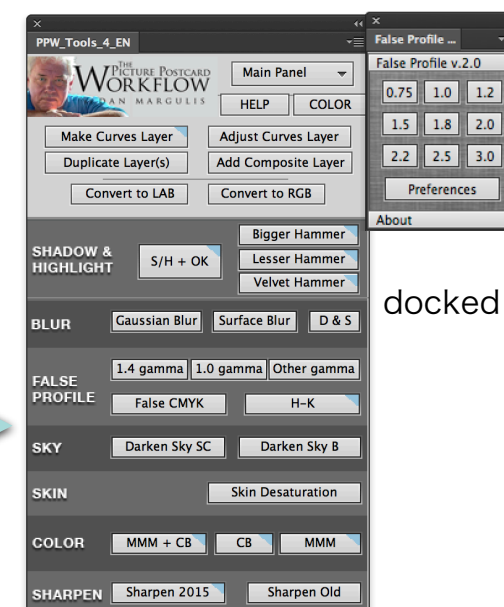 PPW_Tools_4_EN
THE PICTURE POSTCARD
WORKFLOW
DAN MARGULIS
Main Panel
HELP
COLOR
Make Curves Layer
Adjust Curves Layer
Duplicate Layer(s)
Add Composite Layer
Convert to LAB
Convert to RGB
SHADOW &
HIGHLIGHT
S/H + OK
Bigger Hammer
Lesser Hammer
Velvet Hammer
BLUR
Gaussian Blur
Surface Blur
D & S
FALSE
PROFILE
1.4 gamma
1.0 gamma
Other gamma
False CMYK
H-K
SKY
Darken Sky SC
Darken Sky B
SKIN
Skin Desaturation
COLOR
MMM + CB
CB
MMM
SHARPEN
Sharpen 2015
Sharpen Old
False Profile ...
False Profile v.2.0
0.75 1.0 1.2
1.5 1.8 2.0
2.2 2.5 3.0
Preferences
About
docked